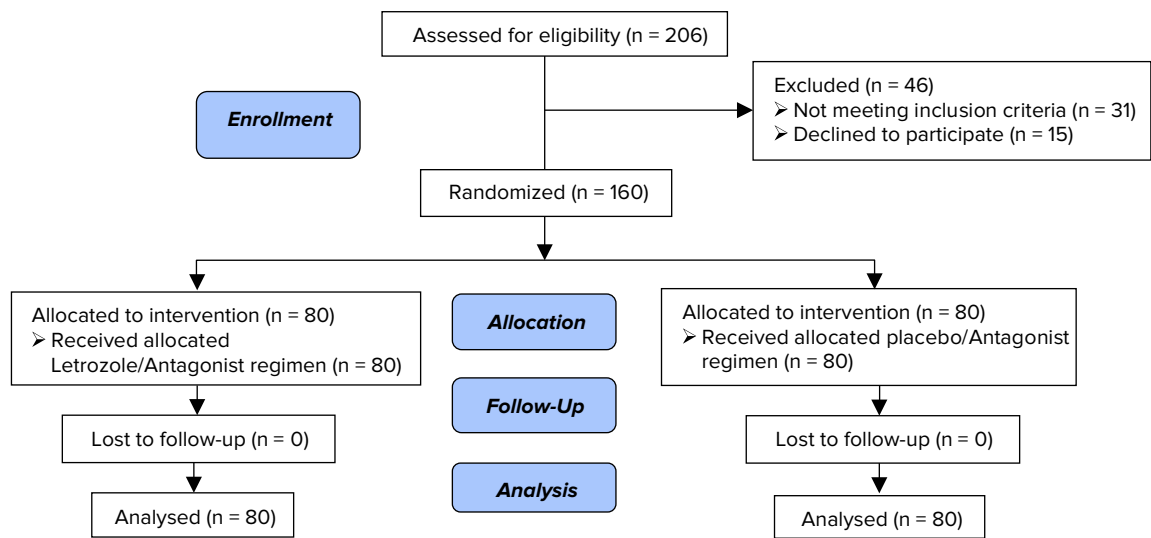 Assessed for eligibility (n = 206)
Excluded (n = 46)
➢ Not meeting inclusion criteria (n = 31)
➢ Declined to participate (n = 15)
Enrollment
Randomized (n = 160)
Allocated to intervention (n = 80)
➢ Received allocated
Letrozole/Antagonist regimen (n = 80)
Allocation
Allocated to intervention (n = 80)
➢ Received allocated placebo/Antagonist
regimen (n = 80)
Follow-Up
Lost to follow-up (n = 0)
Lost to follow-up (n = 0)
Analysis
Analysed (n = 80)
Analysed (n = 80)